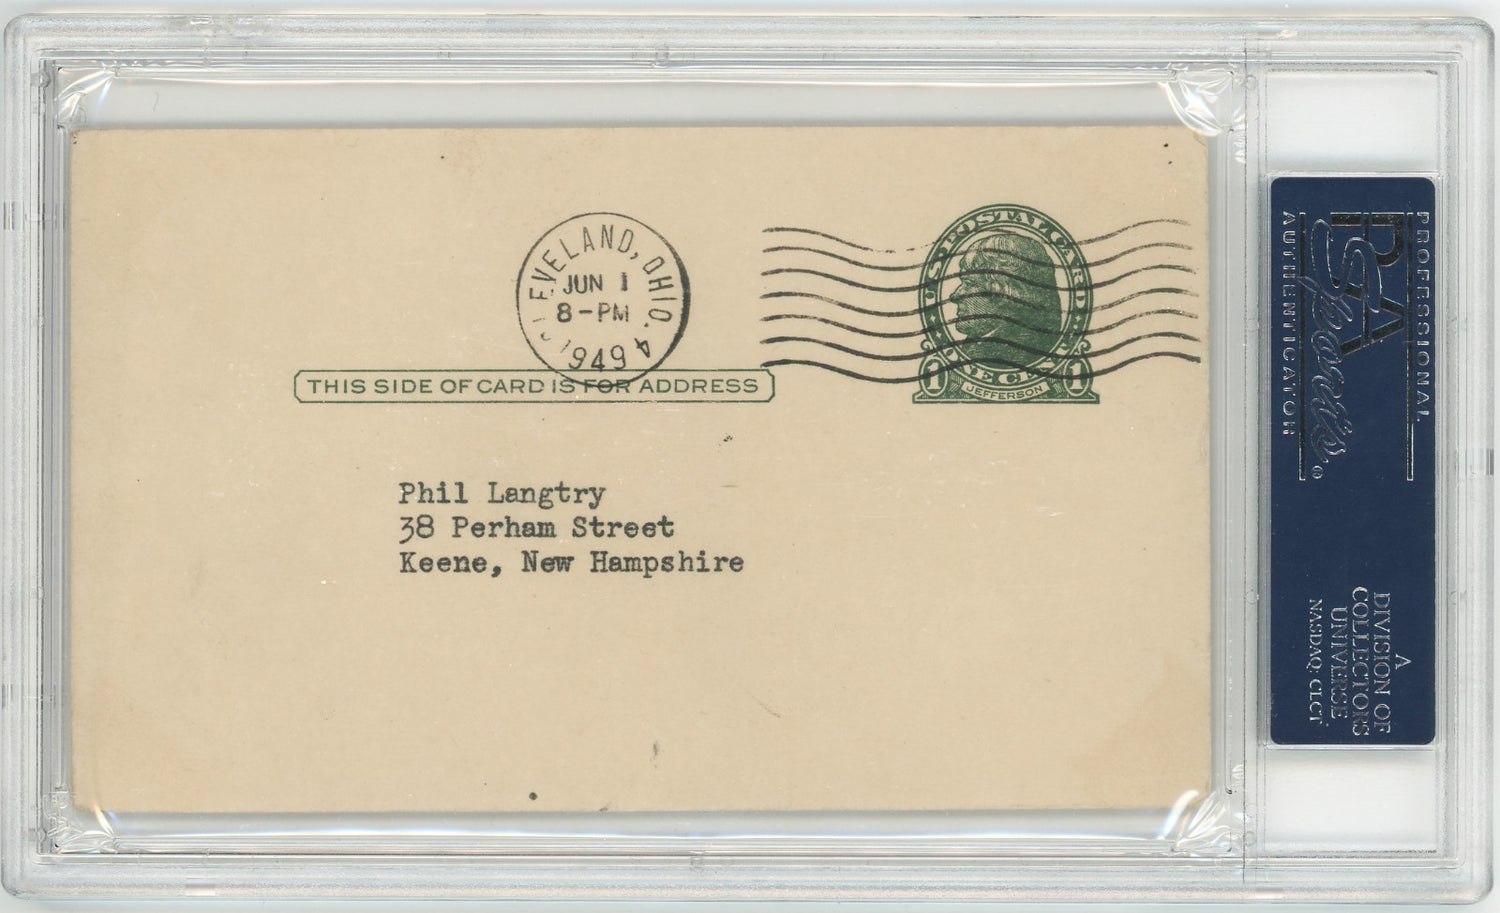 CLEVELAND, OHIO. 4
JUN 1
8-PM
1949
U.S. POSTAL CARD
1 ONE CENT 1
JEFFERSON
THIS SIDE OF CARD IS FOR ADDRESS
Phil Langtry
38 Perham Street
Keene, New Hampshire
PROFESSIONAL
PSA
Sports
AUTHENTICATOR
®
A
DIVISION OF
COLLECTORS
UNIVERSE
NASDAQ: CLCT